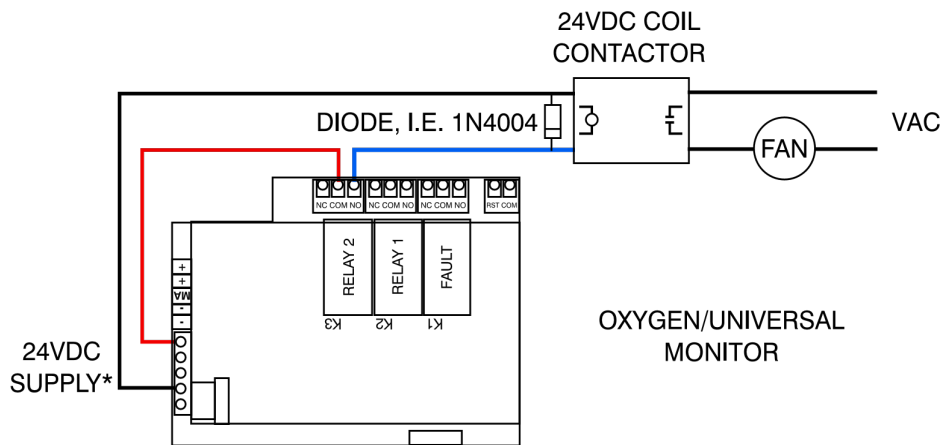 24VDC COIL
CONTACTOR
DIODE, I.E. 1N4004
VAC
FAN
NC COM NO
NC COM NO
NC COM NO
RST COM
RELAY 2
RELAY 1
FAULT
K3
K2
K1
+
+
MA
-
-
24VDC
SUPPLY*
OXYGEN/UNIVERSAL
MONITOR